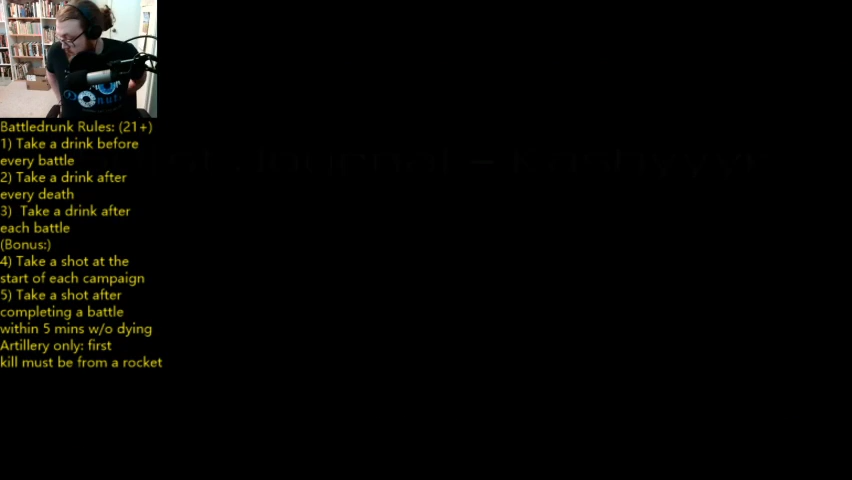 Battledrunk Rules: (21+)
1) Take a drink before
every battle
2) Take a drink after
every death
3) Take a drink after
each battle
(Bonus:)
4) Take a shot at the
start of each campaign
5) Take a shot after
completing a battle
within 5 mins w/o dying
Artillery only: first
kill must be from a rocket
Journal - Kashyyyk